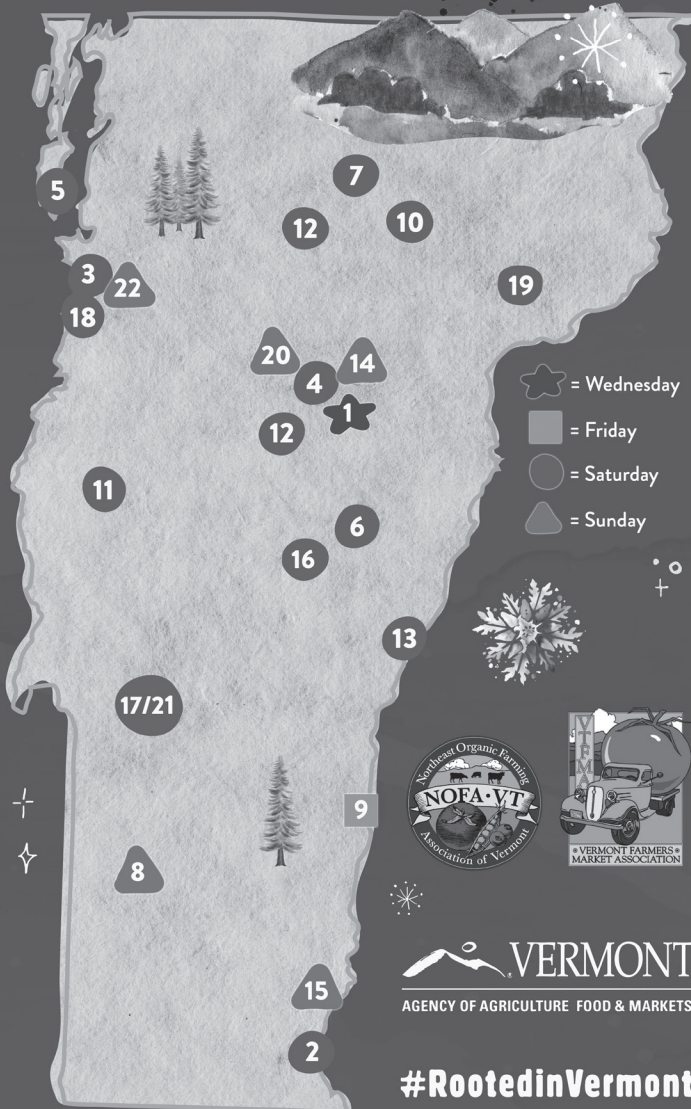 7
5
12
10
3
22
19
18
20
14
4
1
12
11
6
16
13
17/21
9
8
15
2
= Wednesday
= Friday
= Saturday
= Sunday
Northeast Organic Farming
NOFA·VT
Association of Vermont
VTFMA
* VERMONT FARMERS
MARKET ASSOCIATION *
VERMONT
AGENCY OF AGRICULTURE FOOD & MARKETS
#RootedinVermont